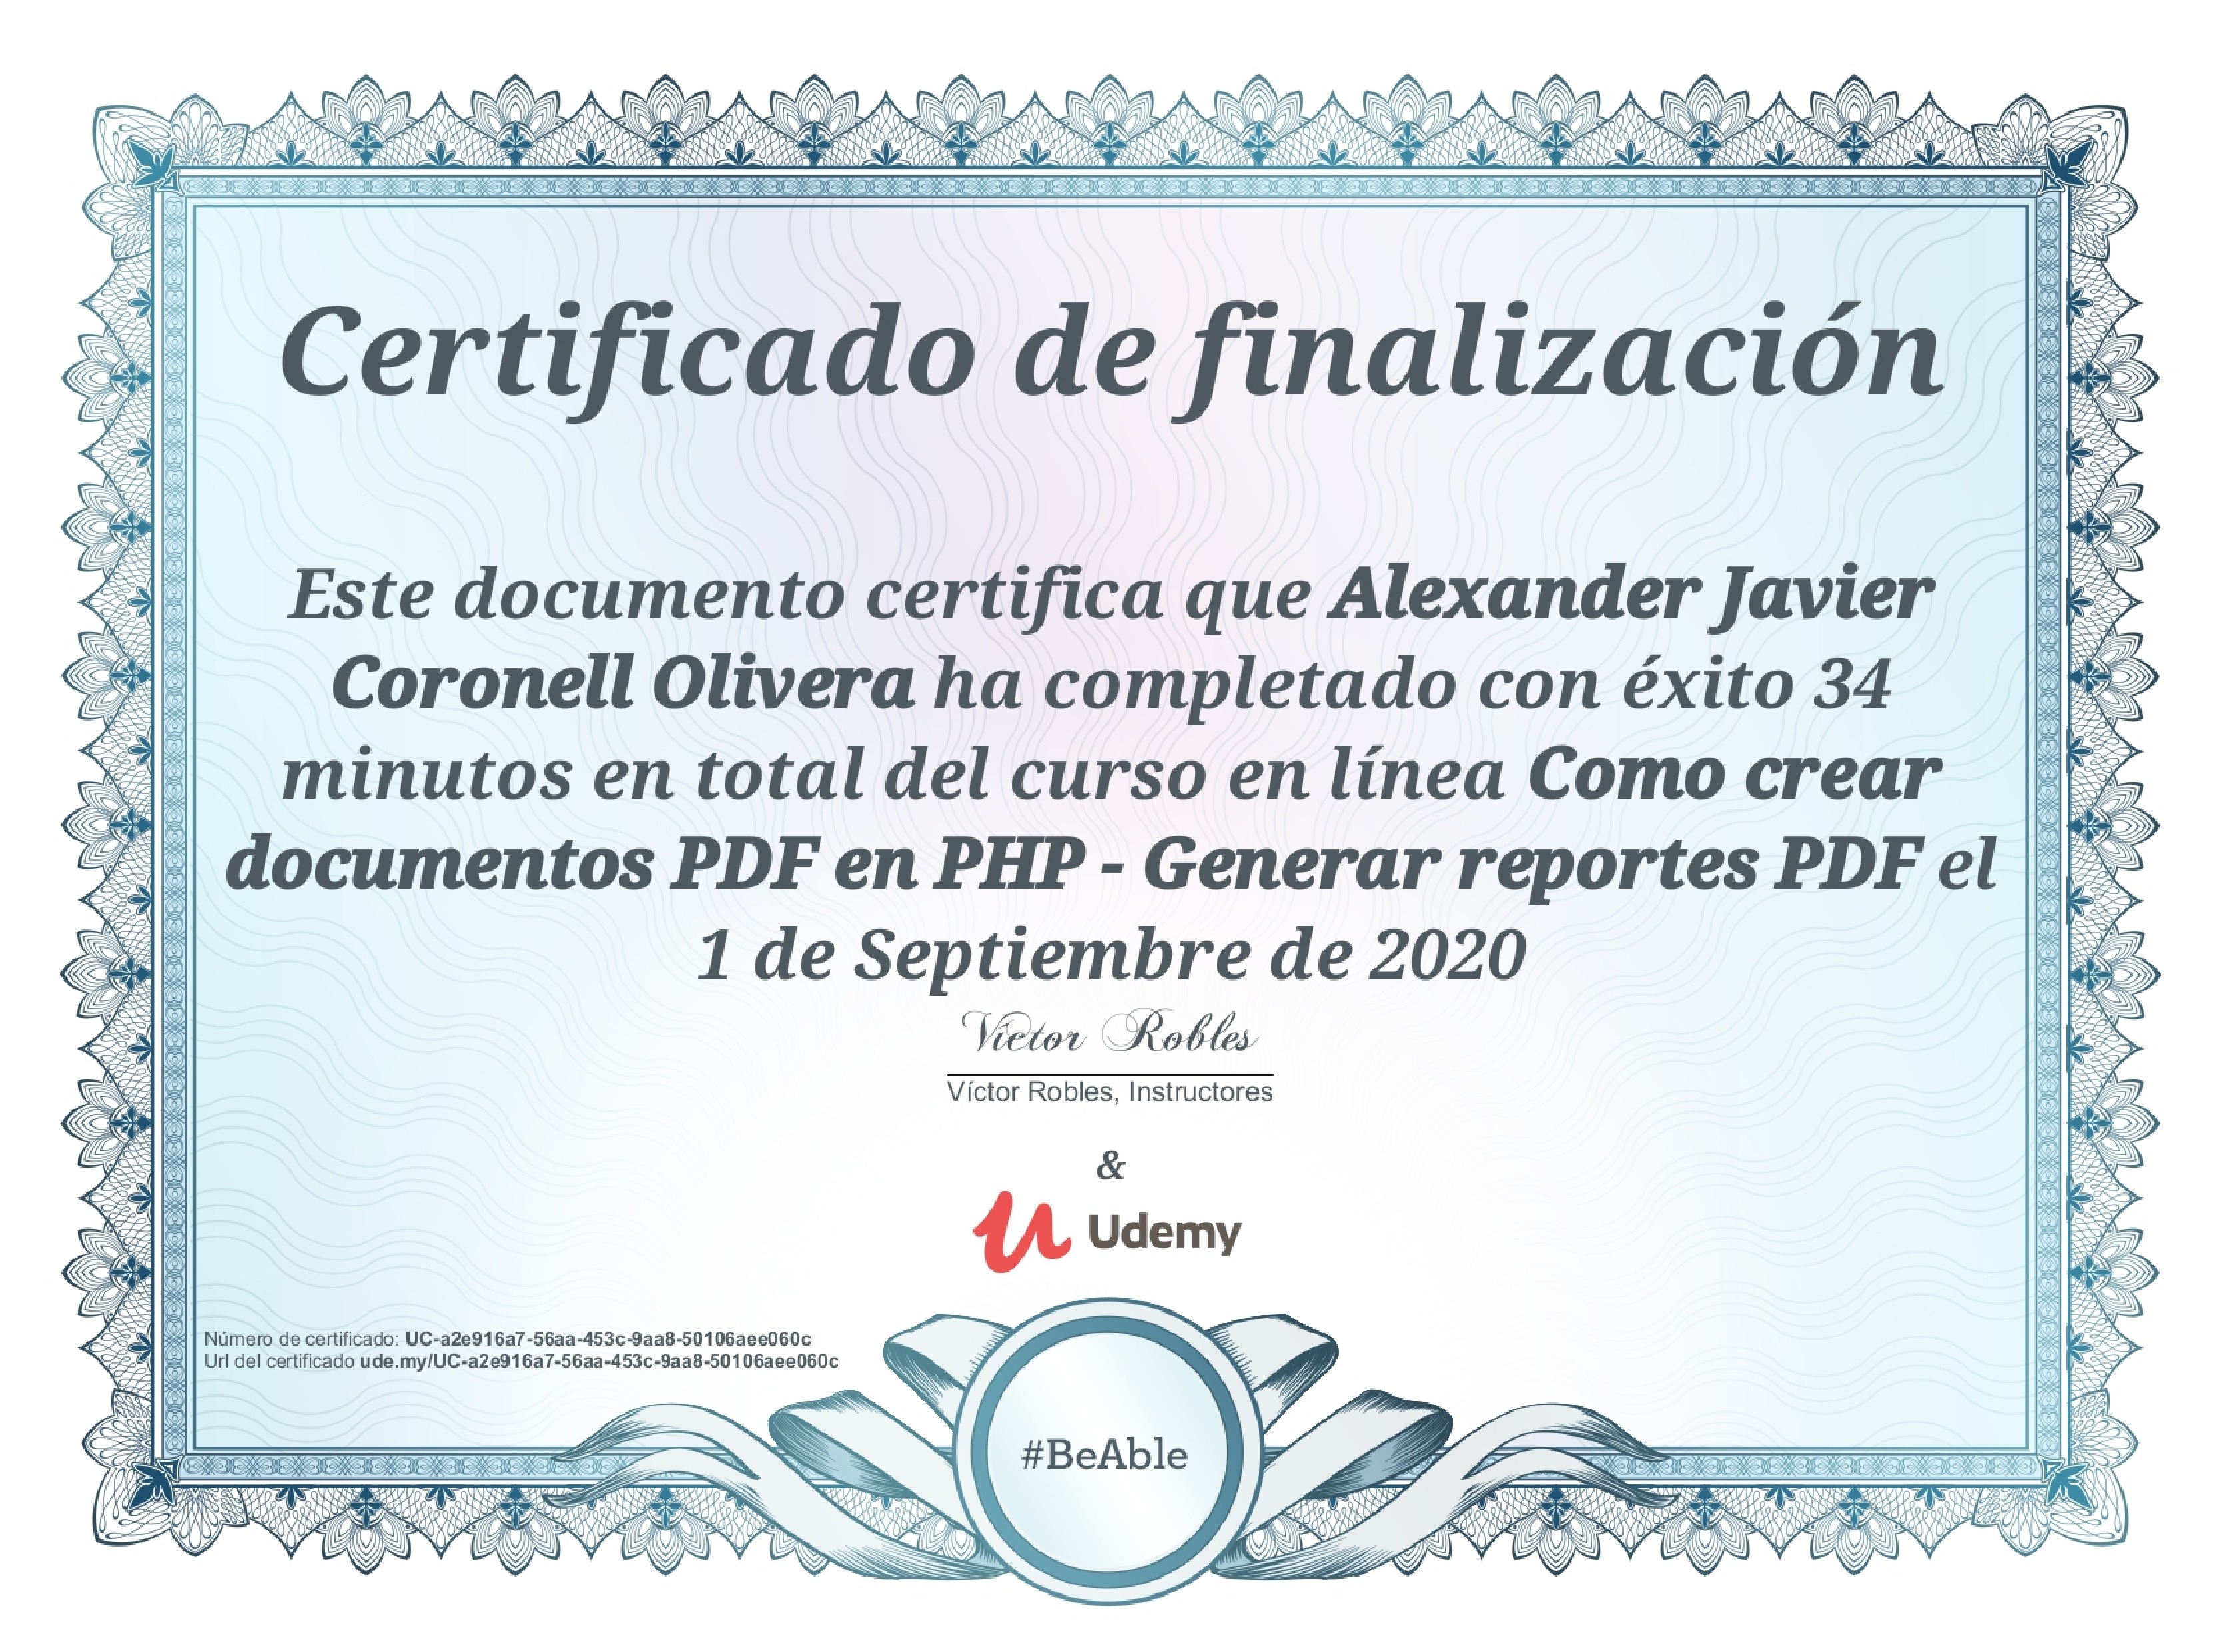 Certificado de finalización
Este documento certifica que Alexander Javier
Coronell Olivera ha completado con éxito 34
minutos en total del curso en línea Como crear
documentos PDF en PHP - Generar reportes PDF el
1 de Septiembre de 2020
Víctor Robles
Víctor Robles, Instructores
&
Udemy
Número de certificado: UC-a2e916a7-56aa-453c-9aa8-50106aee060c
Url del certificado ude.my/UC-a2e916a7-56aa-453c-9aa8-50106aee060c
#BeAble